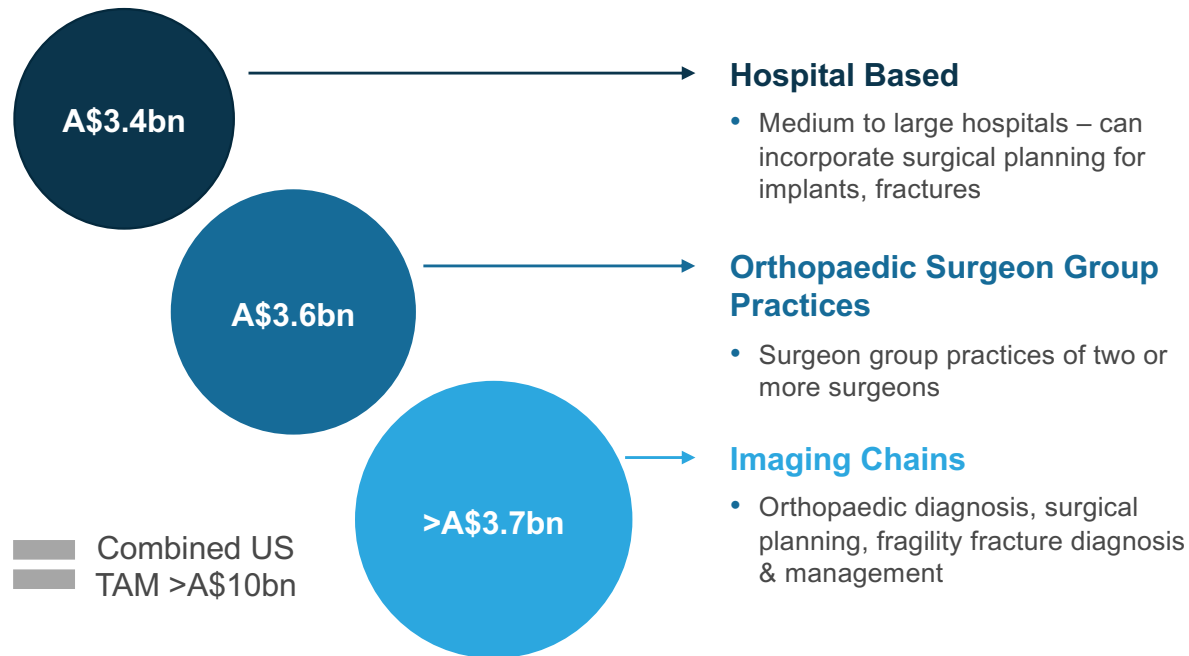 A$3.4bn
Hospital Based
• Medium to large hospitals – can
incorporate surgical planning for
implants, fractures
A$3.6bn
Orthopaedic Surgeon Group
Practices
• Surgeon group practices of two or
more surgeons
>A$3.7bn
Imaging Chains
• Orthopaedic diagnosis, surgical
planning, fragility fracture diagnosis
& management
Combined US
TAM >A$10bn